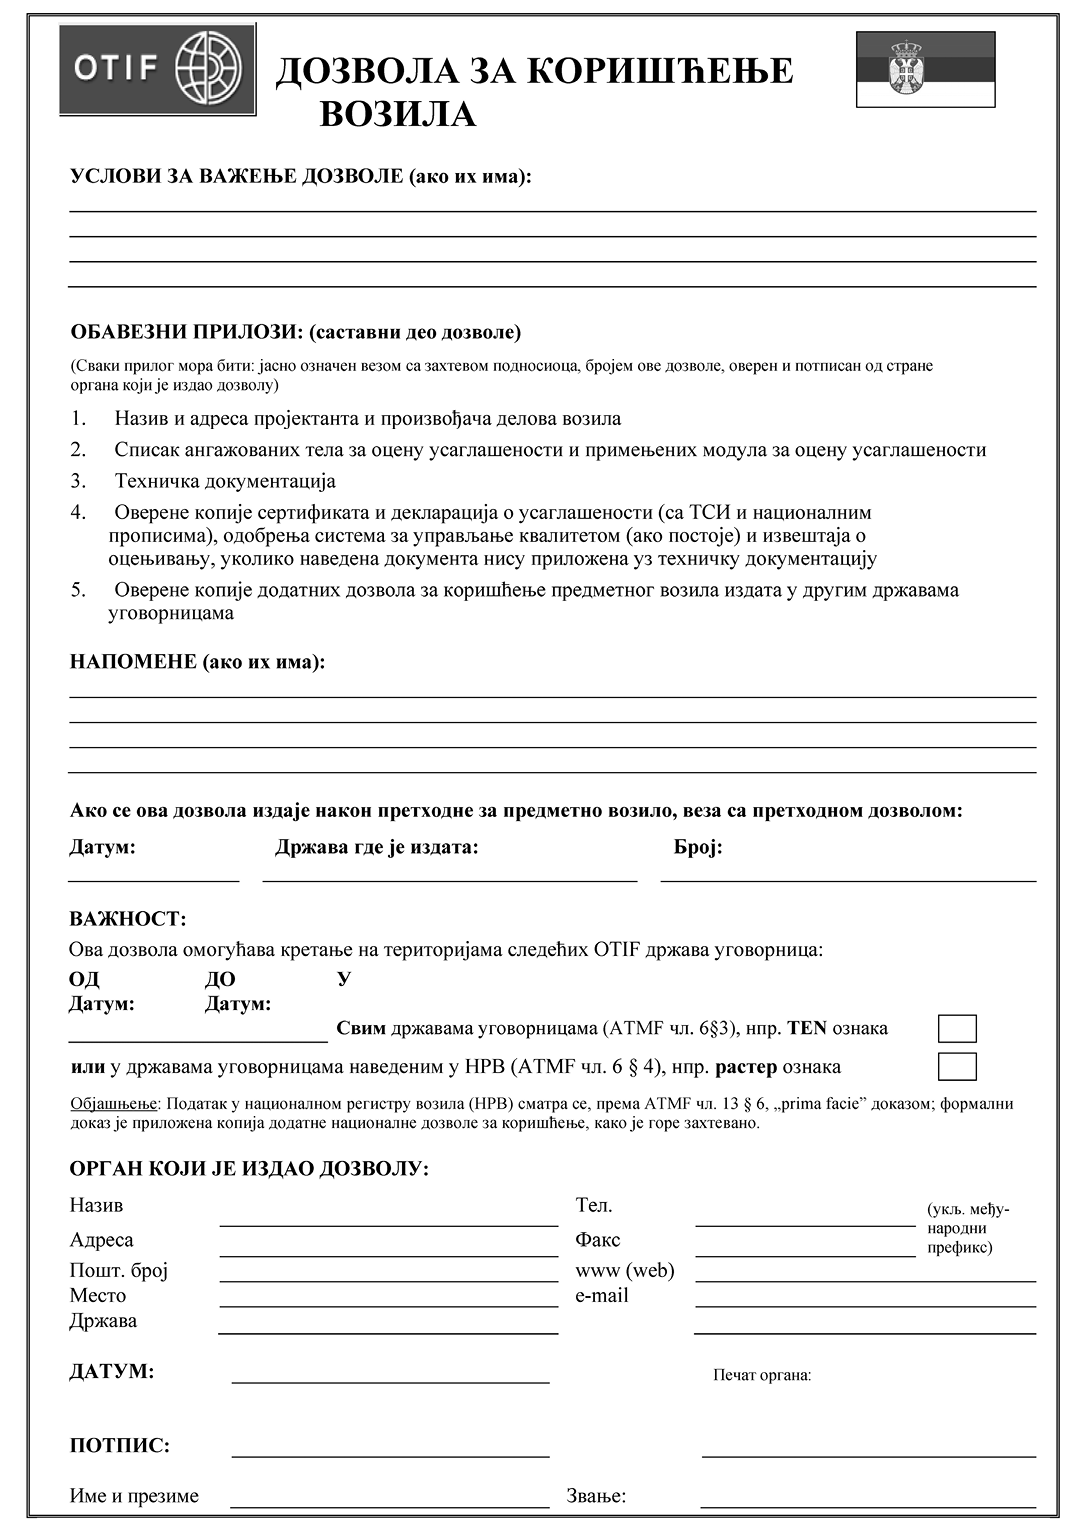 OTIF
ДОЗВОЛА ЗА КОРИШЋЕЊЕ
ВОЗИЛА
УСЛОВИ ЗА ВАЖЕЊЕ ДОЗВОЛЕ (ако их има):
ОБАВЕЗНИ ПРИЛОЗИ: (саставни део дозволе)
(Сваки прилог мора бити: јасно означен везом са захтевом подносиоца, бројем ове дозволе, оверен и потписан од стране
органа који је издао дозволу)
1. Назив и адреса пројектанта и произвођача делова возила
2. Списак ангажованих тела за оцену усаглашености и примењених модула за оцену усаглашености
3. Техничка документација
4. Оверене копије сертификата и декларација о усаглашености (са ТСИ и националним
прописима), одобрења система за управљање квалитетом (ако постоје) и извештаја о
оцењивању, уколико наведена документа нису приложена уз техничку документацију
5. Оверене копије додатних дозвола за коришћење предметног возила издата у другим државама
уговорницама
НАПОМЕНЕ (ако их има):
Ако се ова дозвола издаје након претходне за предметно возило, веза са претходном дозволом:
Датум: Држава где је издата: Број:
ВАЖНОСТ:
Ова дозвола омогућава кретање на територијама следећих OTIF држава уговорница:
ОД ДО У
Датум: Датум:
Свим државама уговорницама (ATMF чл. 6§3), нпр. TEN ознака
или у државама уговорницама наведеним у НРВ (ATMF чл. 6 § 4), нпр. растер ознака
Објашњење: Податак у националном регистру возила (НРВ) сматра се, према ATMF чл. 13 § 6, „prima facie” доказом; формални
доказ је приложена копија додатне националне дозволе за коришћење, како је горе захтевано.
ОРГАН КОЈИ ЈЕ ИЗДАО ДОЗВОЛУ:
Назив Тел. (укљ. међу-
народни
префикс)
Адреса Факс
Пошт. број www (web)
Место e-mail
Држава
ДАТУМ: Печат органа:
ПОТПИС:
Име и презиме Звање: